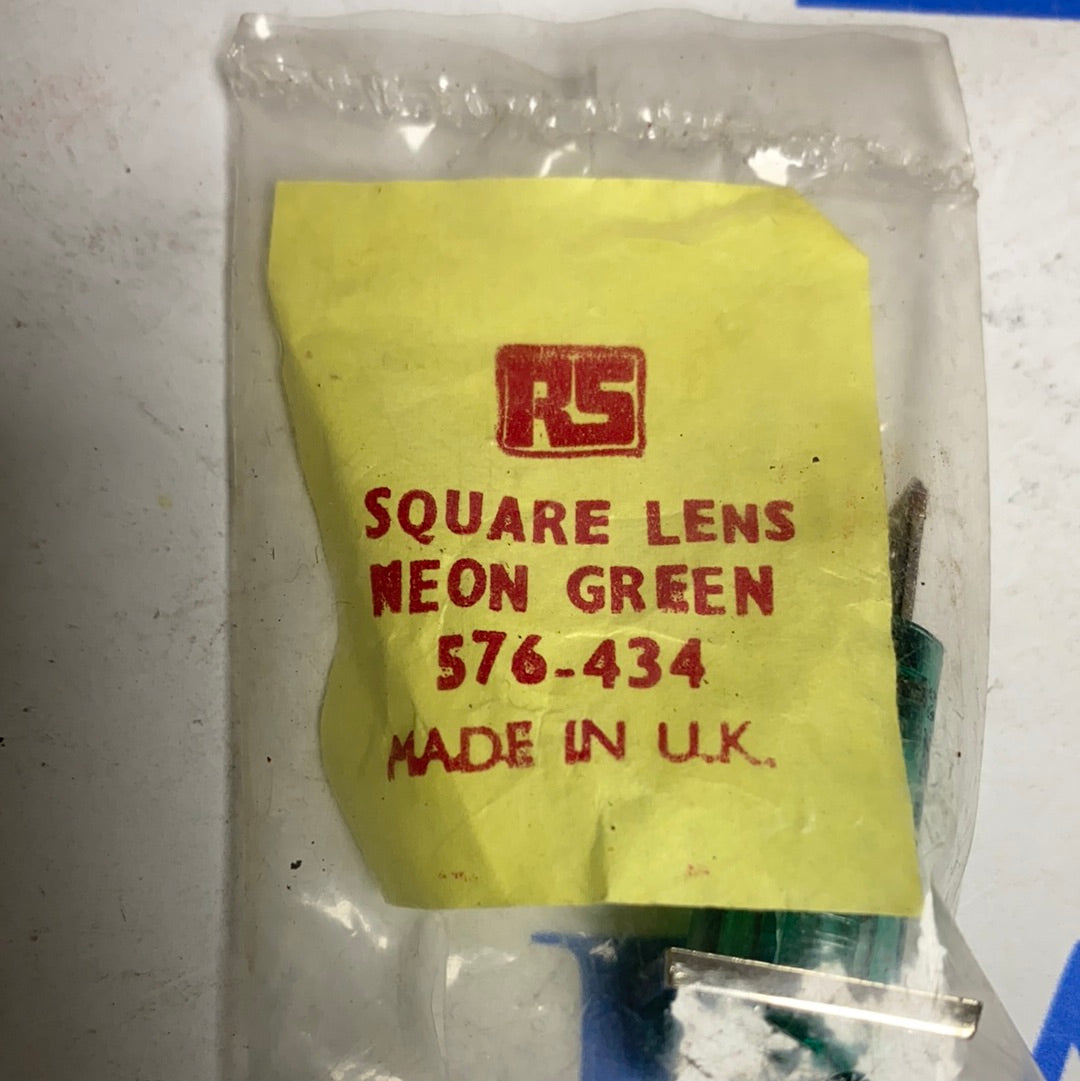 RS
SQUARE LENS
NEON GREEN
576-434
MADE IN U.K.